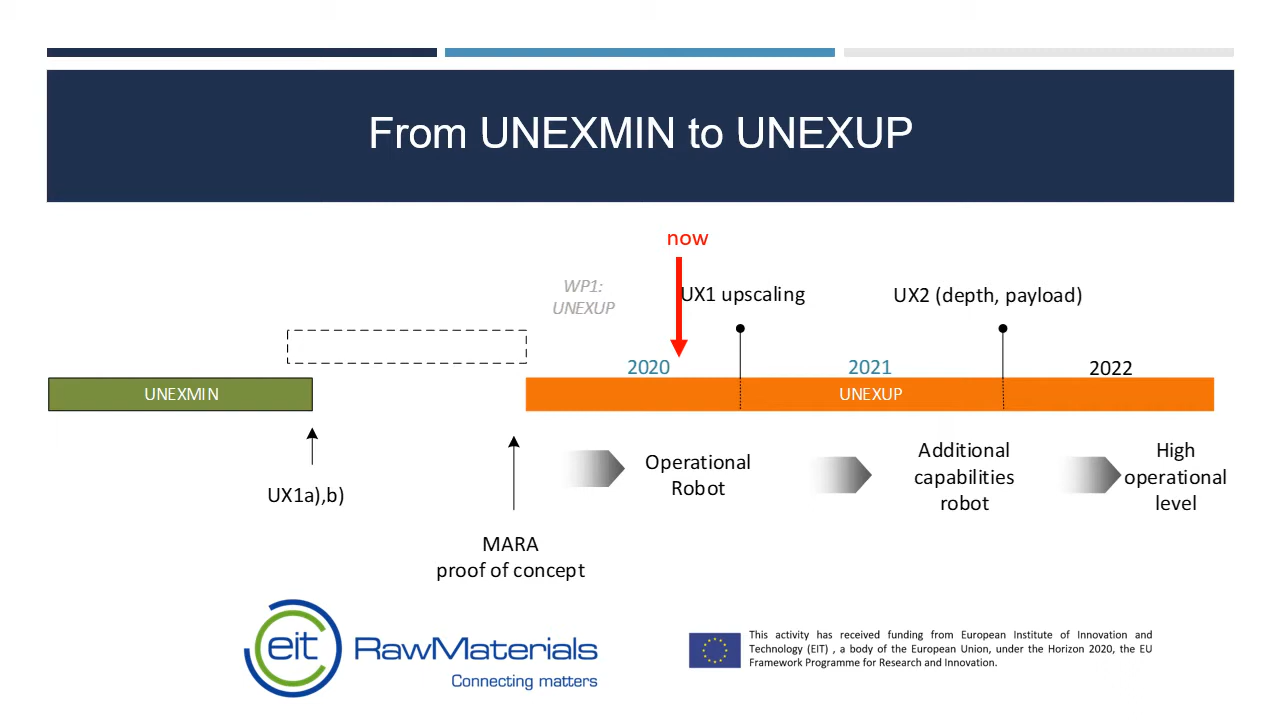 From UNEXMIN to UNEXUP
now
WP1:
UNEXUP
UX1 upscaling
UX2 (depth, payload)
2020
2021
2022
UNEXMIN
UNEXUP
UX1a),b)
MARA
proof of concept
Operational
Robot
Additional
capabilities
robot
High
operational
level
eit RawMaterials
Connecting matters
This activity has received funding from European Institute of Innovation and
Technology (EIT) , a body of the European Union, under the Horizon 2020, the EU
Framework Programme for Research and Innovation.